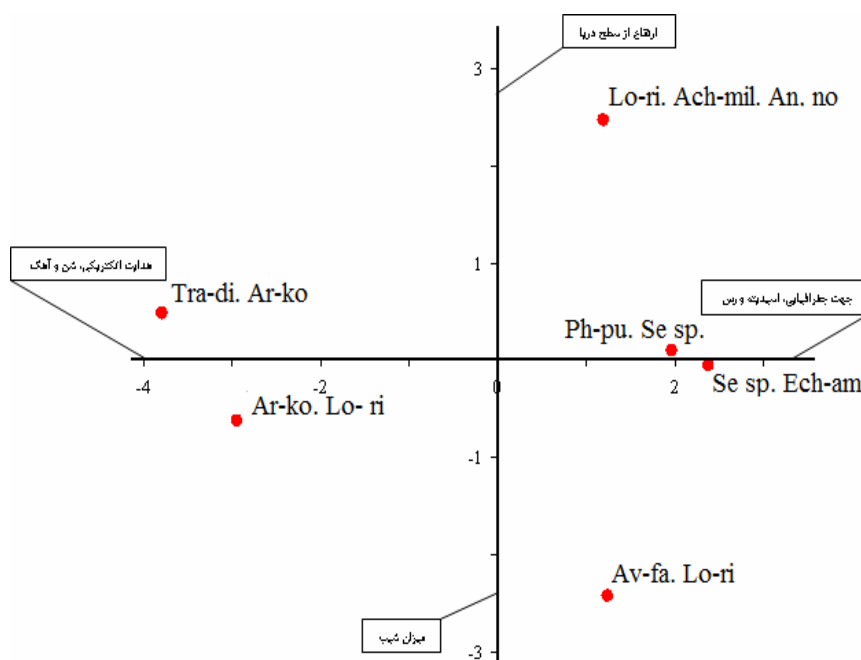 ارتفاع از سطح دریا
3
Lo-ri. Ach-mil. An. no
هدایت الکتریکی، شن و آهک
1
Tra-di. Ar-ko
جهت جغرافیایی، اسیدیته و رس
Ph-pu. Se sp.
-4
-2
0
2
Se sp. Ech-am
Ar-ko. Lo- ri
-1
Av-fa. Lo-ri
میزان شیب
-3